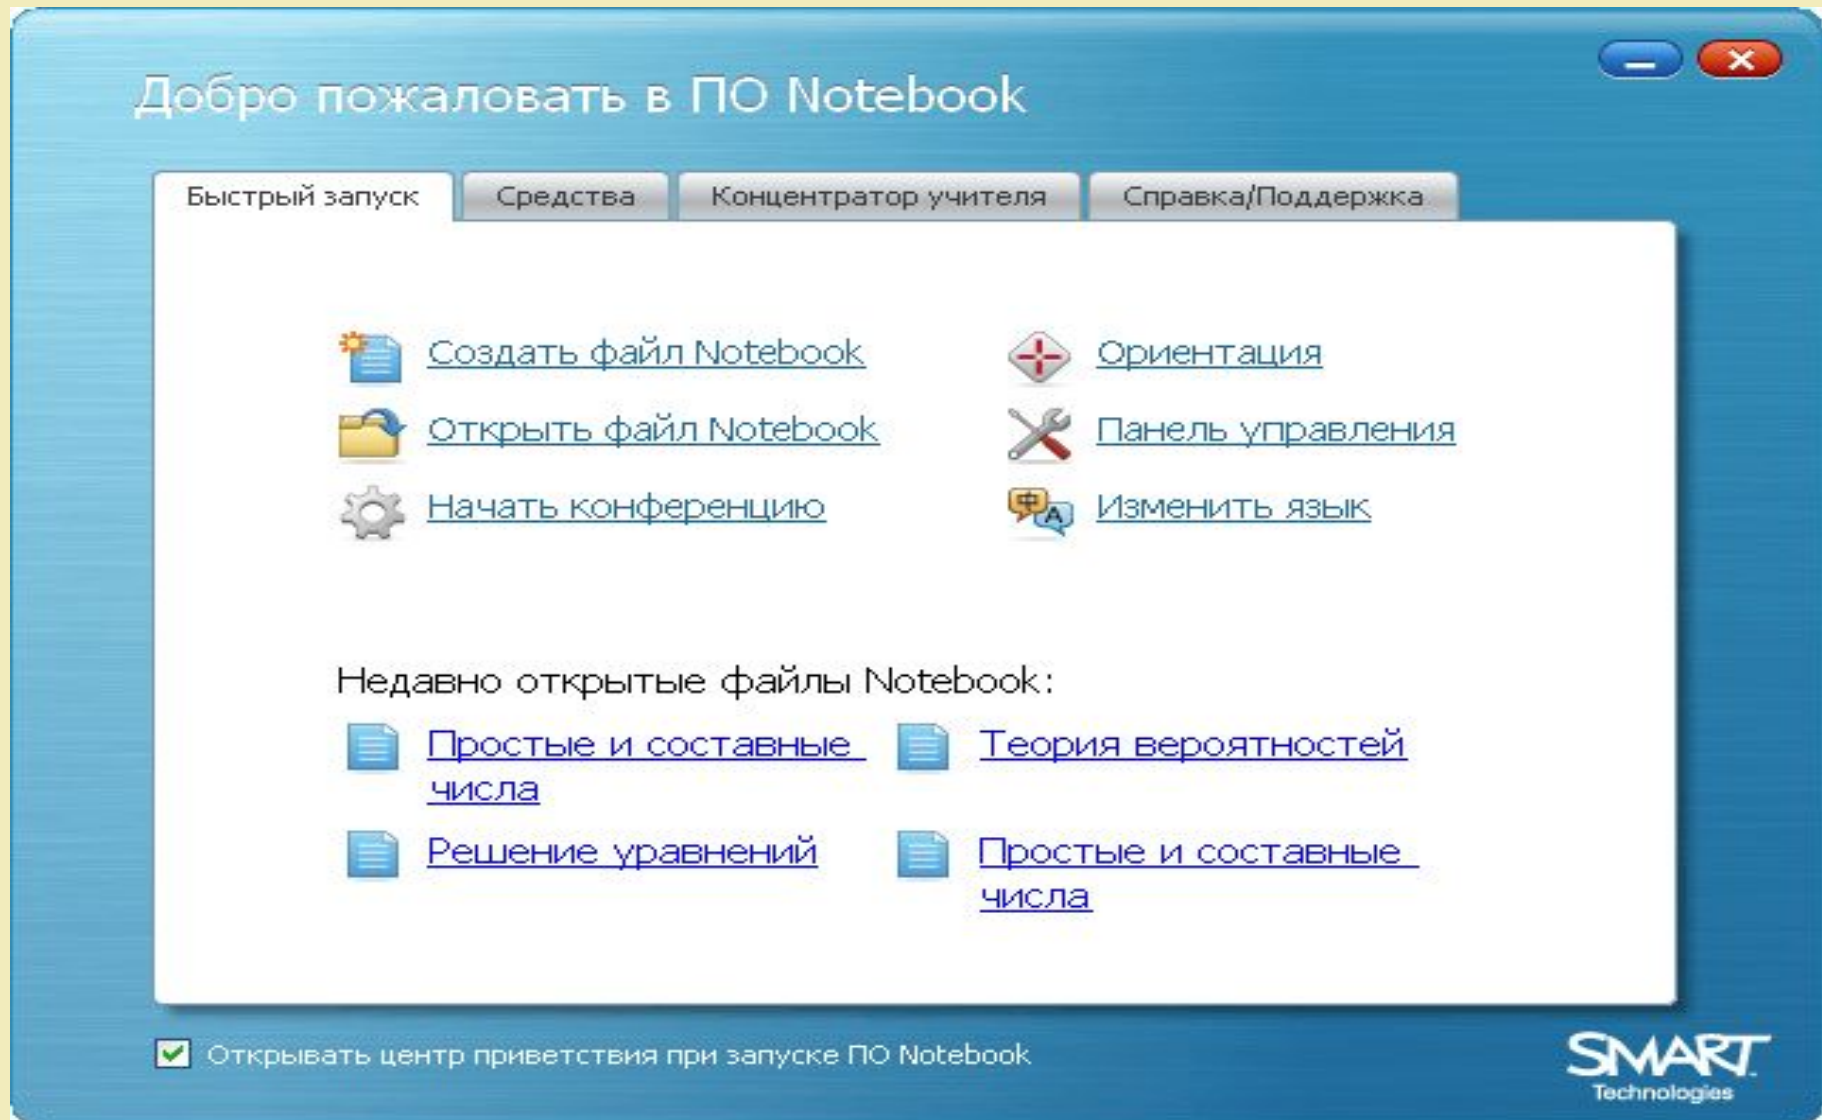 Добро пожаловать в ПО Notebook
Быстрый запуск
Средства
Концентратор учителя
Справка/Поддержка
Создать файл Notebook
Ориентация
Открыть файл Notebook
Панель управления
Начать конференцию
Изменить язык
Недавно открытые файлы Notebook:
Простые и составные
числа
Теория вероятностей
Решение уравнений
Простые и составные
числа
Открывать центр приветствия при запуске ПО Notebook
SMART
Technologies